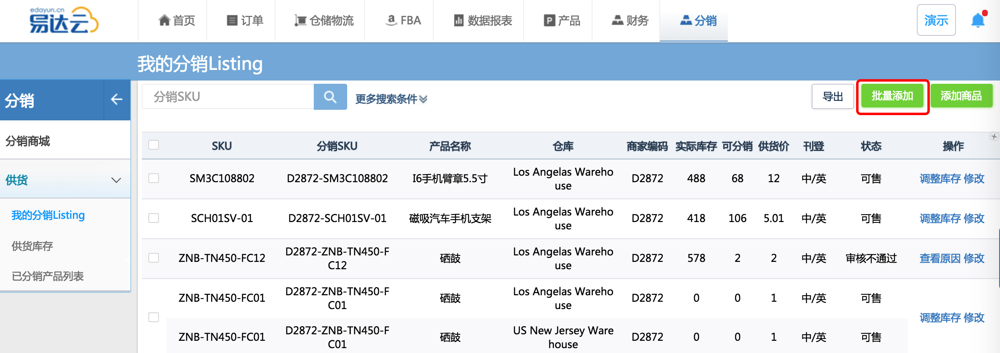 edayun.cn
易达云
首页 订单 仓储物流 FBA 数据报表 产品 财务 分销 演示
我的分销Listing
分销
分销SKU 更多搜索条件 导出 批量添加 添加商品
分销商城
供货
我的分销Listing
供货库存
已分销产品列表
SKU 分销SKU 产品名称 仓库 商家编码 实际库存 可分销 供货价 刊登 状态 操作
SM3C108802 D2872-SM3C108802 I6手机臂章5.5寸 Los Angelas Wareho
use D2872 488 68 12 中/英 可售 调整库存 修改
SCH01SV-01 D2872-SCH01SV-01 磁吸汽车手机支架 Los Angelas Wareho
use D2872 418 106 5.01 中/英 可售 调整库存 修改
ZNB-TN450-FC12 D2872-ZNB-TN450-F
C12 硒鼓 Los Angelas Wareho
use D2872 578 2 2 中/英 审核不通过 查看原因 修改
ZNB-TN450-FC01 D2872-ZNB-TN450-F
C01 硒鼓 Los Angelas Wareho
use D2872 0 0 1 中/英 可售 调整库存 修改
ZNB-TN450-FC01 D2872-ZNB-TN450-F
C01 硒鼓 US New Jersey Ware
house D2872 0 0 1 中/英 可售